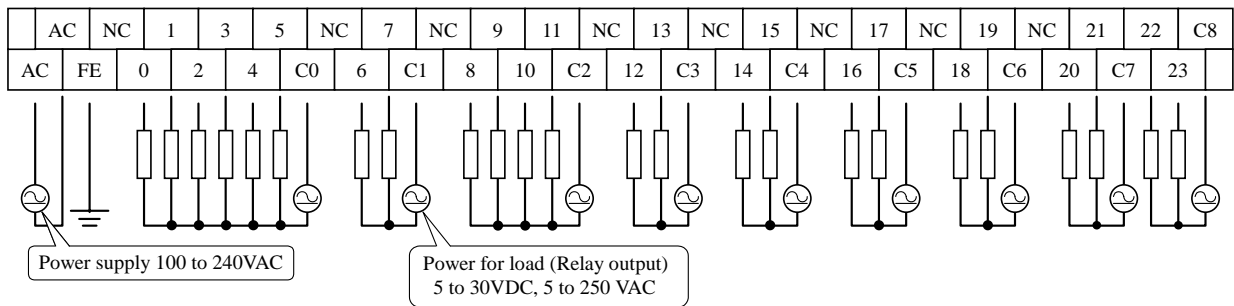 AC NC 1 3 5 NC 7 NC 9 11 NC 13 NC 15 NC 17 NC 19 NC 21 22 C8
AC FE 0 2 4 C0 6 C1 8 10 C2 12 C3 14 C4 16 C5 18 C6 20 C7 23
Power supply 100 to 240VAC
Power for load (Relay output)
5 to 30VDC, 5 to 250 VAC